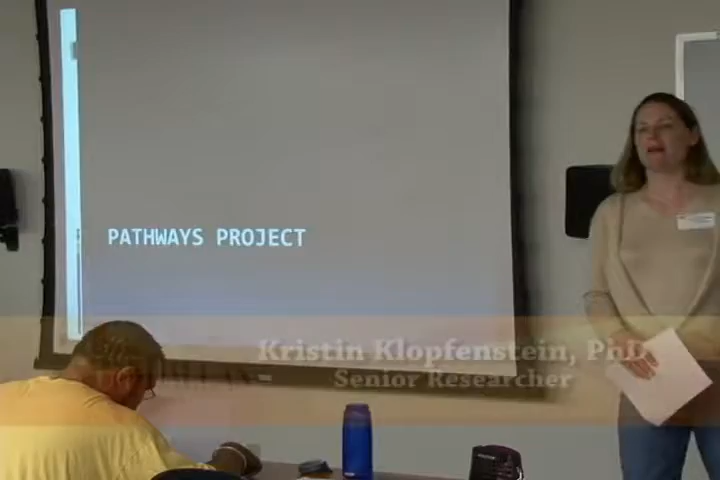 PATHWAYS PROJECT
Kristin Klopfenstein, PhD
Senior Researcher